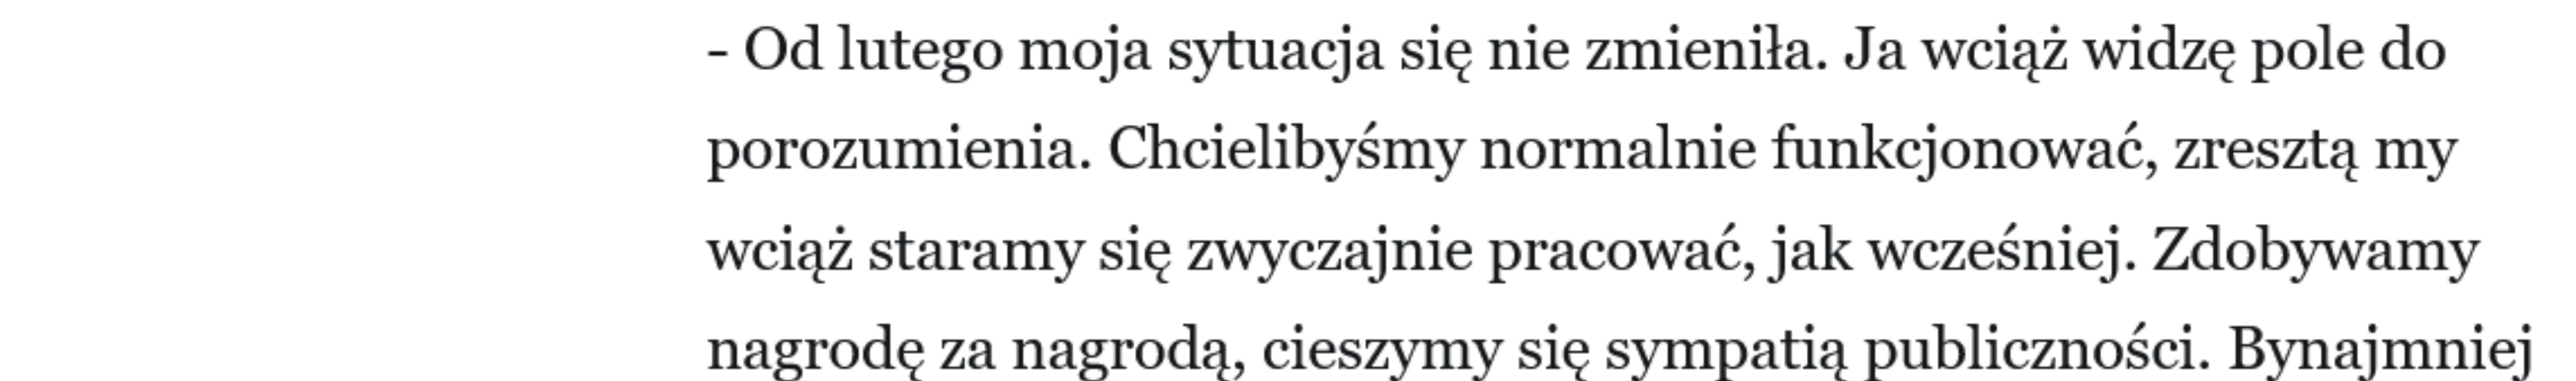 - Od lutego moja sytuacja się nie zmieniła. Ja wciąż widzę pole do
porozumienia. Chcielibyśmy normalnie funkcjonować, zresztą my
wciąż staramy się zwyczajnie pracować, jak wcześniej. Zdobywamy
nagrodę za nagrodą, cieszymy się sympatią publiczności. Bynajmniej